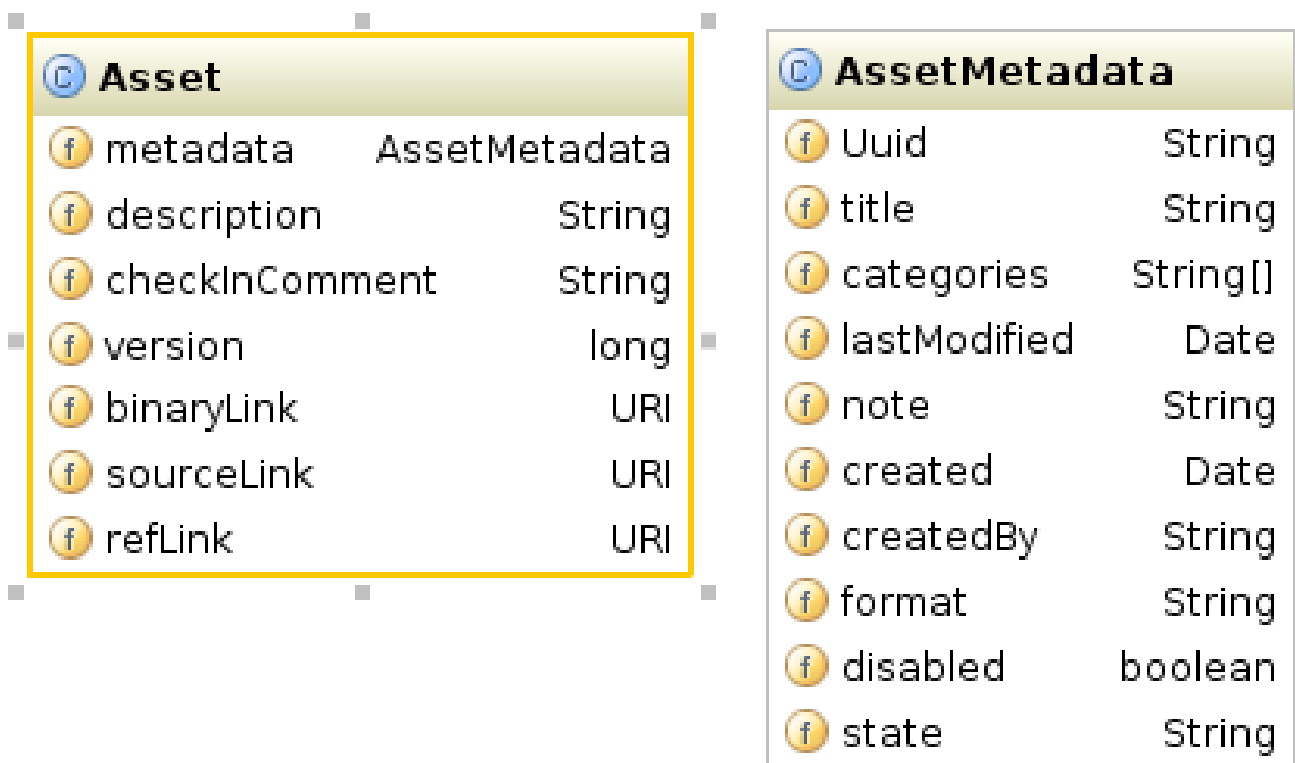 C Asset
f metadata AssetMetadata
f description String
f checkInComment String
f version long
f binaryLink URI
f sourceLink URI
f refLink URI
C AssetMetadata
f Uuid String
f title String
f categories String[]
f lastModified Date
f note String
f created Date
f createdBy String
f format String
f disabled boolean
f state String